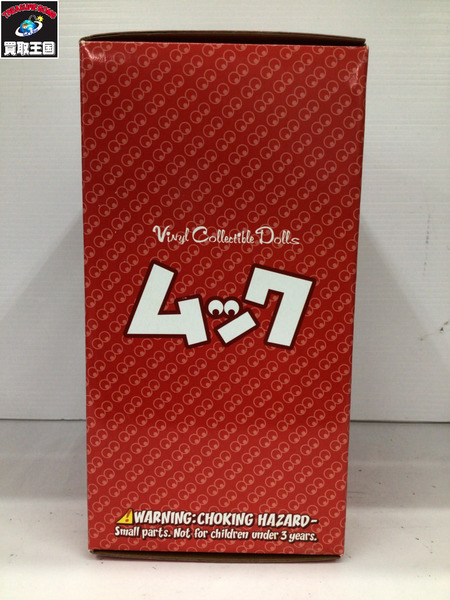 買取王国
Vinyl Collectible Dolls
ムック
WARNING:CHOKING HAZARD-
Small parts. Not for children under 3 years.